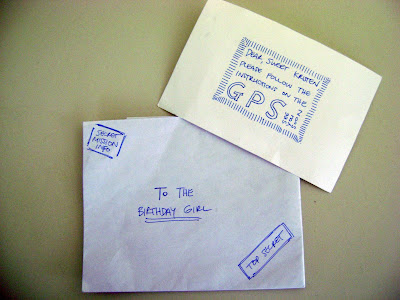 DEAR, SWEET KRISTEN
PLEASE FOLLOW THE
INSTRUCTIONS ON THE
GPS
SECRET
MISSION
INFO
TO THE
BIRTHDAY GIRL
TOP SECRET